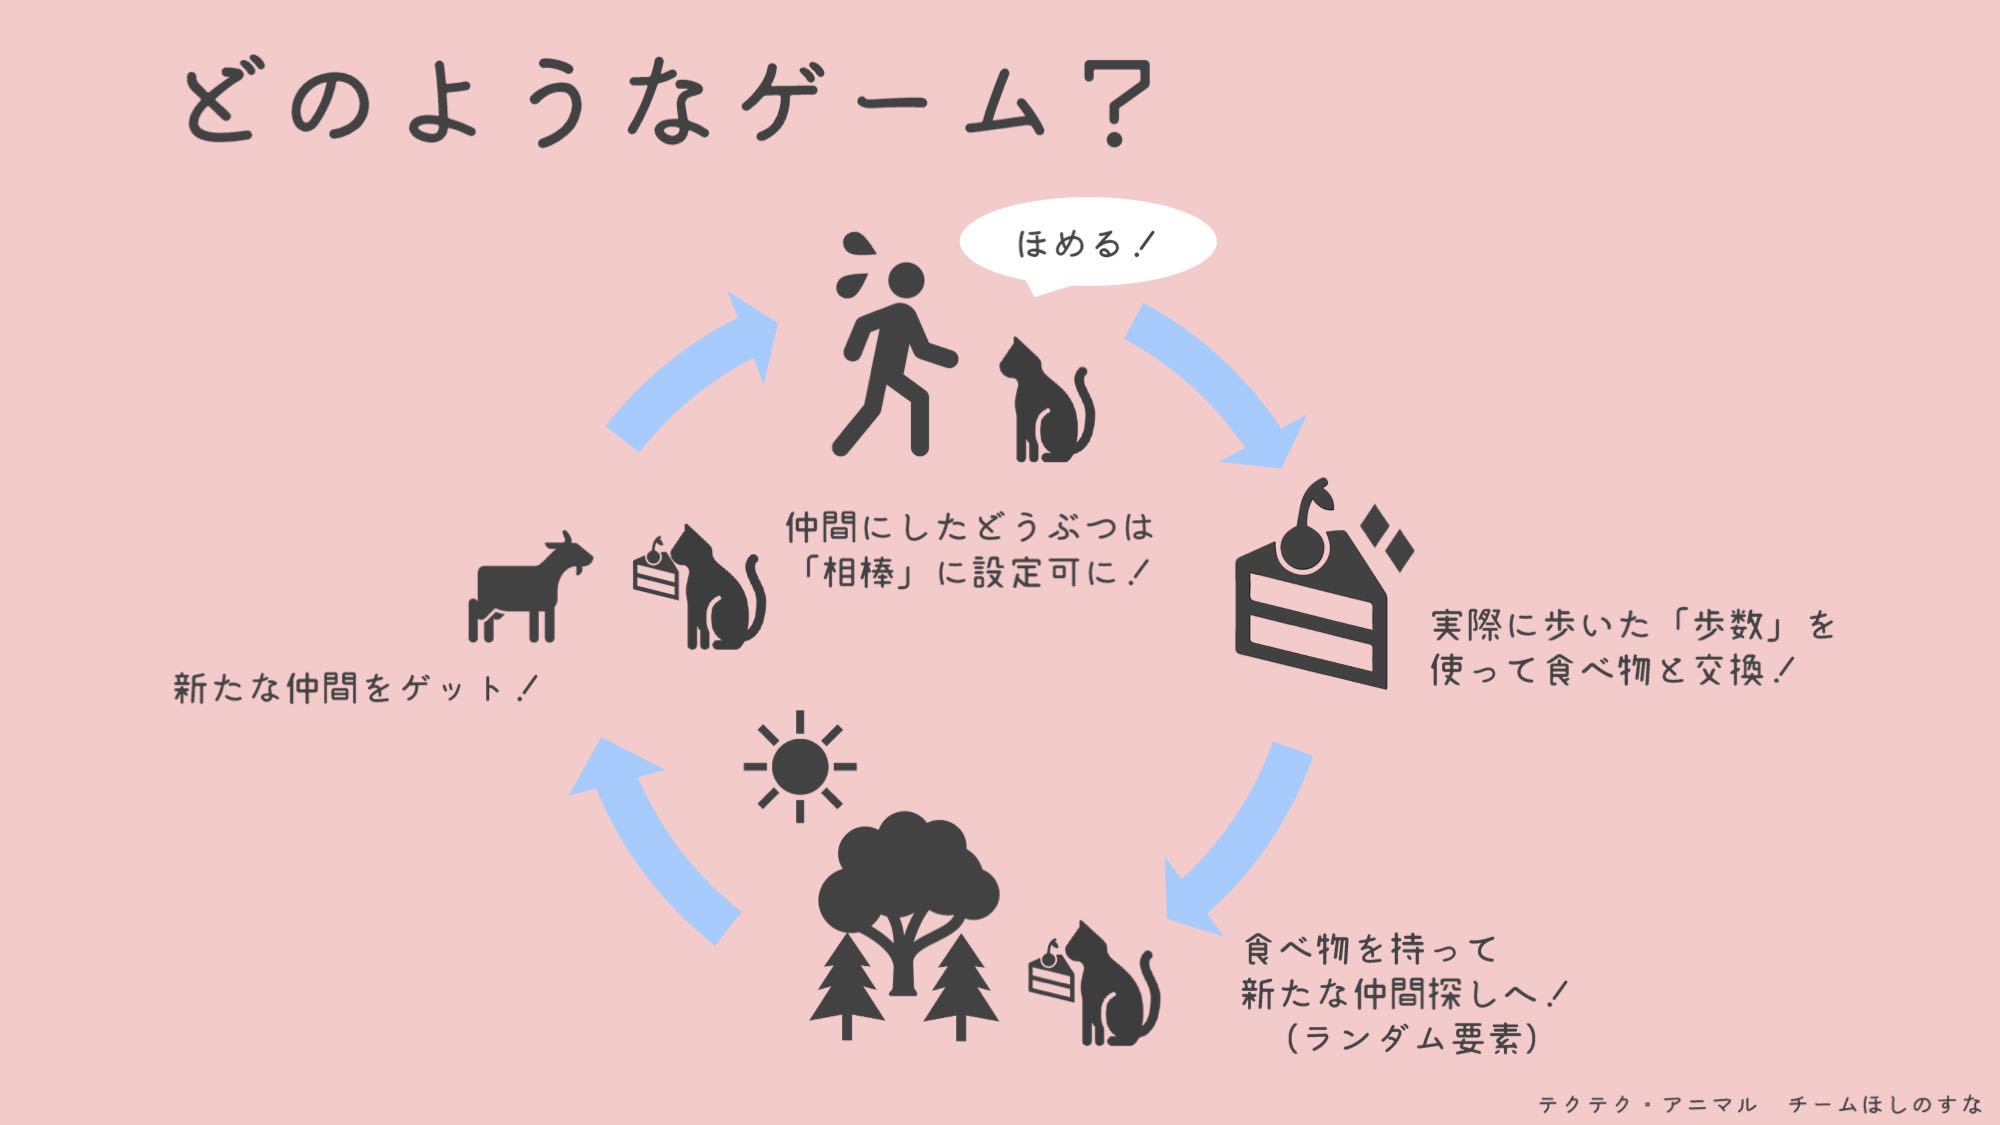 どのようなゲーム？
ほめる！
仲間にしたどうぶつは
「相棒」に設定可に！
実際に歩いた「歩数」を
使って食べ物と交換！
食べ物を持って
新たな仲間探しへ！
（ランダム要素）
新たな仲間をゲット！
テクテク・アニマル　チームほしのすな